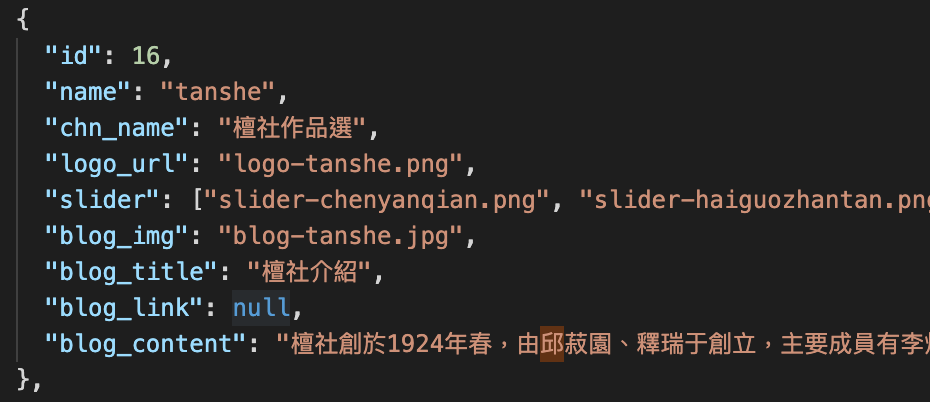 {
"id": 16,
"name": "tanshe",
"chn_name": "檀社作品選",
"logo_url": "logo-tanshe.png",
"slider": ["slider-chenyanqian.png", "slider-haiguozhantan.png
"blog_img": "blog-tanshe.jpg",
"blog_title": "檀社介紹",
"blog_link": null,
"blog_content": "檀社創於1924年春，由邱菽園、釋瑞于創立，主要成員有李
},